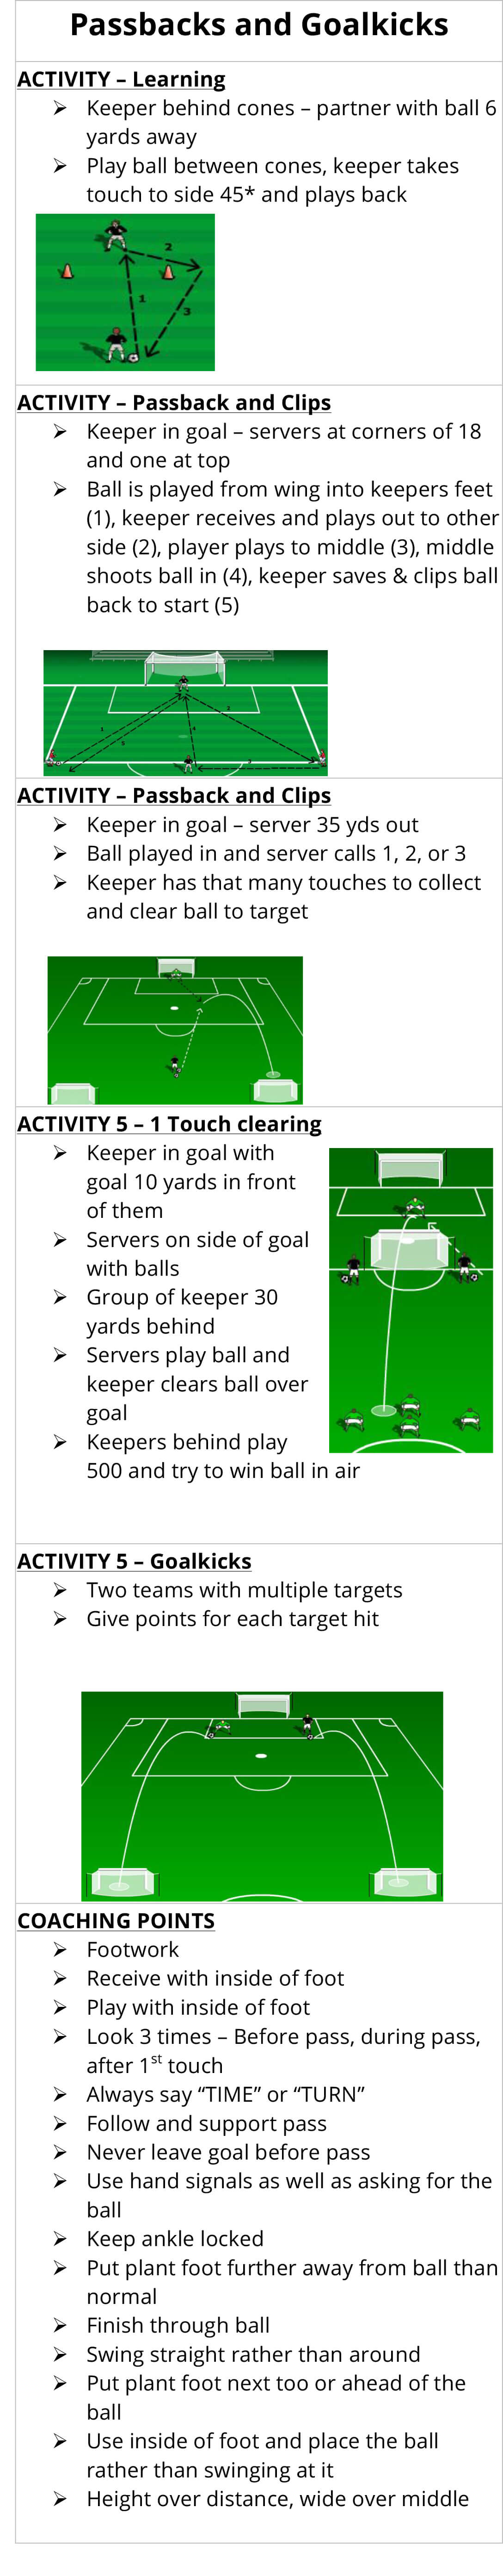 Passbacks and Goalkicks
ACTIVITY – Learning
➢ Keeper behind cones – partner with ball 6
yards away
➢ Play ball between cones, keeper takes
touch to side 45* and plays back
2
1
3
ACTIVITY – Passback and Clips
➢ Keeper in goal – servers at corners of 18
and one at top
➢ Ball is played from wing into keepers feet
(1), keeper receives and plays out to other
side (2), player plays to middle (3), middle
shoots ball in (4), keeper saves & clips ball
back to start (5)
ACTIVITY – Passback and Clips
➢ Keeper in goal – server 35 yds out
➢ Ball played in and server calls 1, 2, or 3
➢ Keeper has that many touches to collect
and clear ball to target
ACTIVITY 5 – 1 Touch clearing
➢ Keeper in goal with
goal 10 yards in front
of them
➢ Servers on side of goal
with balls
➢ Group of keeper 30
yards behind
➢ Servers play ball and
keeper clears ball over
goal
➢ Keepers behind play
500 and try to win ball in air
ACTIVITY 5 – Goalkicks
➢ Two teams with multiple targets
➢ Give points for each target hit
COACHING POINTS
➢ Footwork
➢ Receive with inside of foot
➢ Play with inside of foot
➢ Look 3 times – Before pass, during pass,
after 1st touch
➢ Always say “TIME” or “TURN”
➢ Follow and support pass
➢ Never leave goal before pass
➢ Use hand signals as well as asking for the
ball
➢ Keep ankle locked
➢ Put plant foot further away from ball than
normal
➢ Finish through ball
➢ Swing straight rather than around
➢ Put plant foot next too or ahead of the
ball
➢ Use inside of foot and place the ball
rather than swinging at it
➢ Height over distance, wide over middle